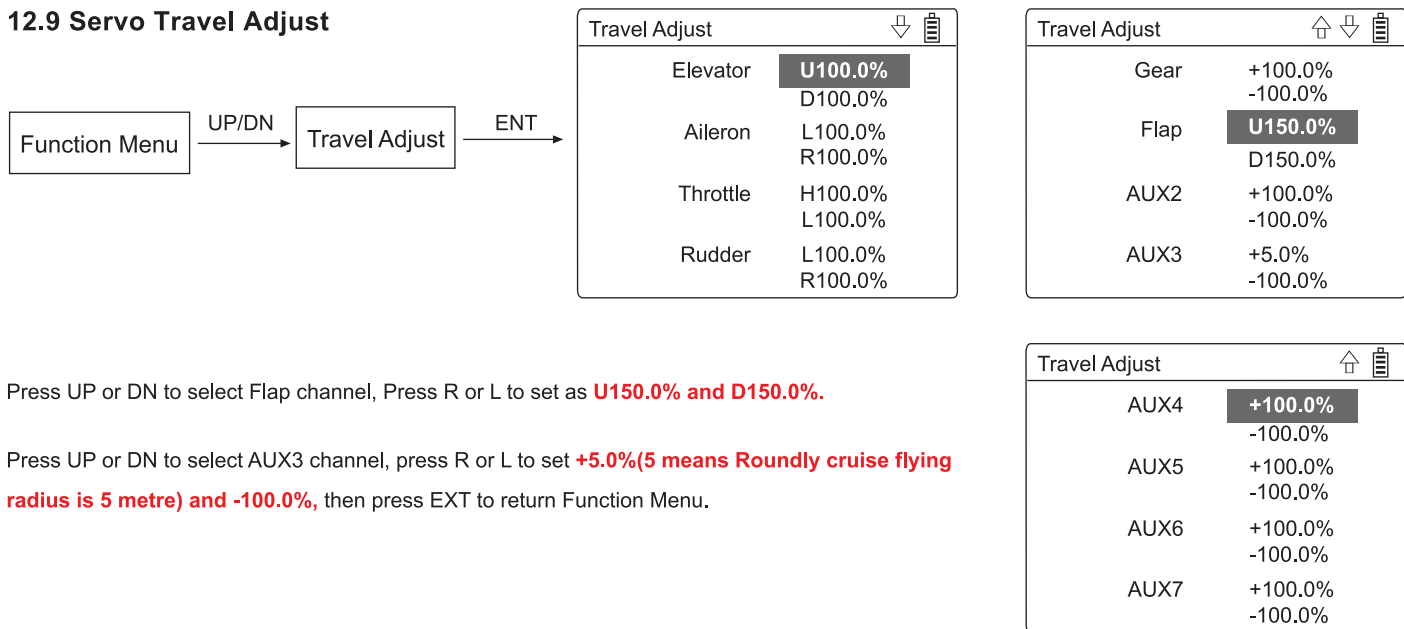 12.9 Servo Travel Adjust
Function Menu
UP/DN
Travel Adjust
ENT
Travel Adjust
Elevator U100.0%
D100.0%
Aileron L100.0%
R100.0%
Throttle H100.0%
L100.0%
Rudder L100.0%
R100.0%
Travel Adjust
Gear +100.0%
-100.0%
Flap U150.0%
D150.0%
AUX2 +100.0%
-100.0%
AUX3 +5.0%
-100.0%
Press UP or DN to select Flap channel, Press R or L to set as U150.0% and D150.0%.
Press UP or DN to select AUX3 channel, press R or L to set +5.0%(5 means Roundly cruise flying
radius is 5 metre) and -100.0%, then press EXT to return Function Menu.
Travel Adjust
AUX4 +100.0%
-100.0%
AUX5 +100.0%
-100.0%
AUX6 +100.0%
-100.0%
AUX7 +100.0%
-100.0%